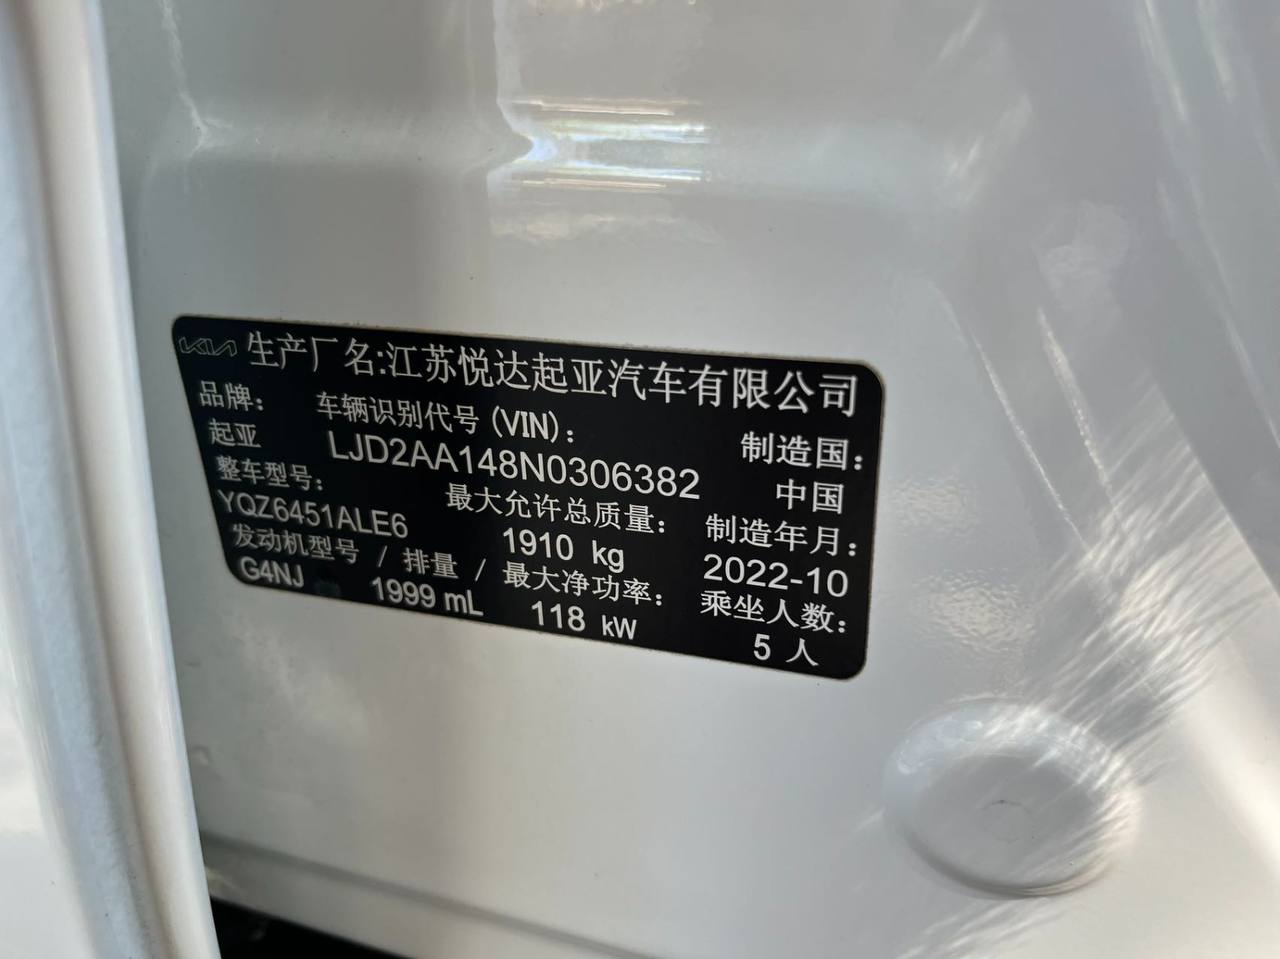 KIA 生产厂名:江苏悦达起亚汽车有限公司
品牌: 车辆识别代号(VIN): 制造国:
起亚 LJD2AA148N0306382 中国
整车型号: 最大允许总质量: 制造年月:
YQZ6451ALE6 1910 kg 2022-10
发动机型号 / 排量 / 最大净功率: 乘坐人数:
G4NJ 1999 mL 118 kW 5 人